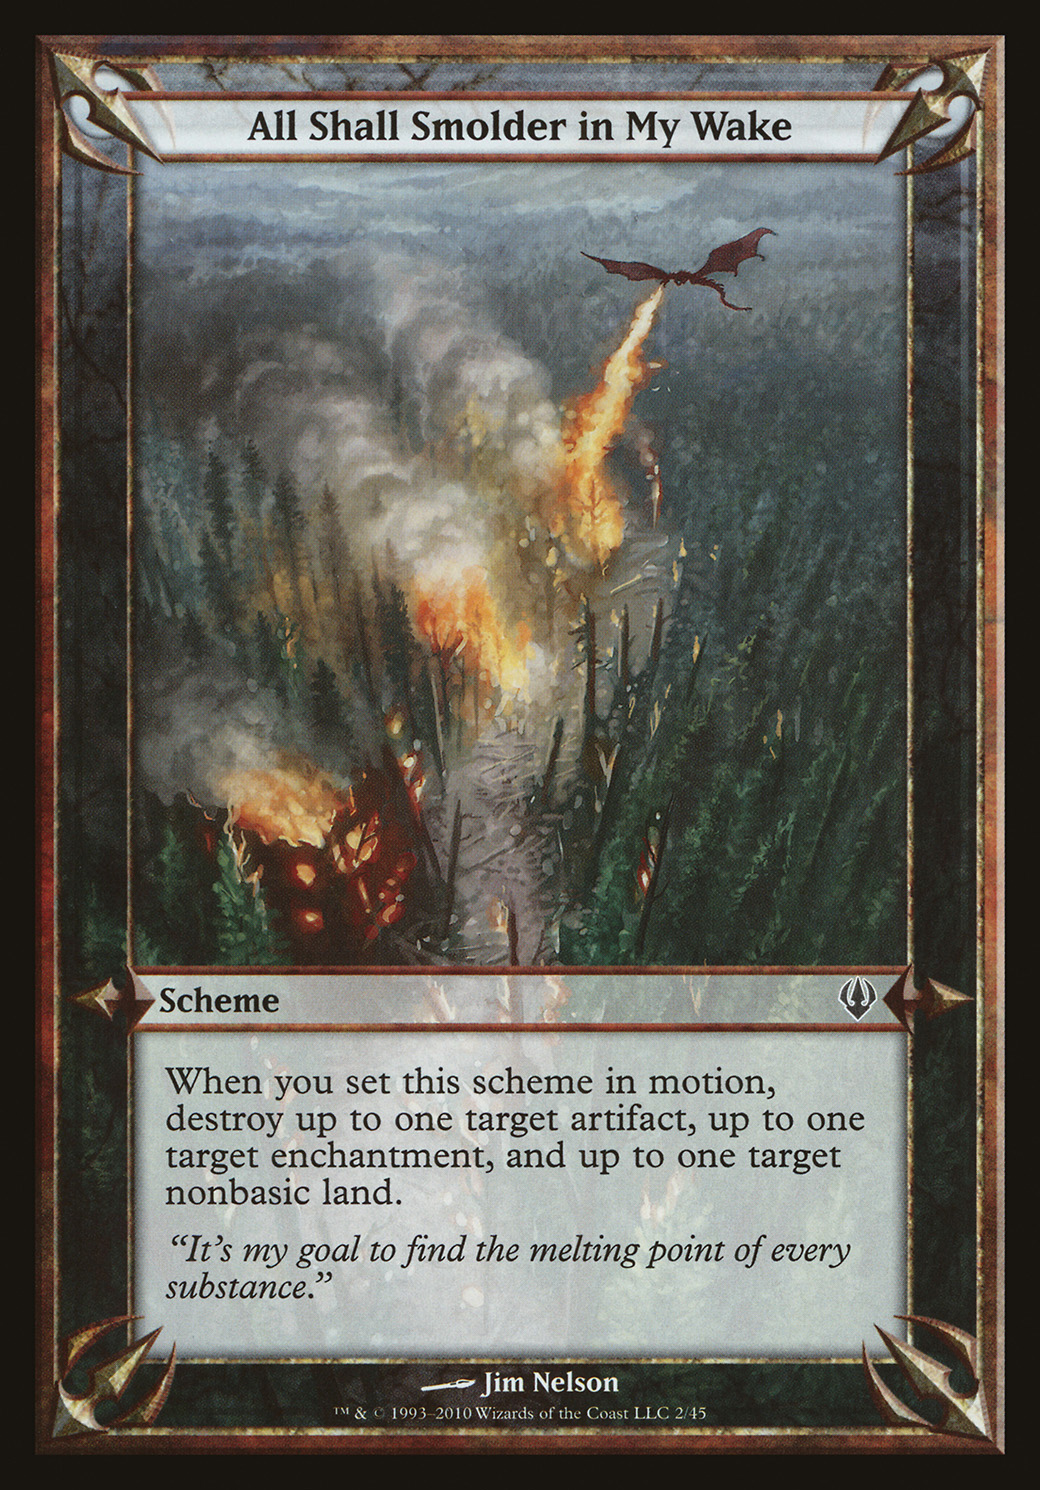 All Shall Smolder in My Wake
Scheme
When you set this scheme in motion,
destroy up to one target artifact, up to one
target enchantment, and up to one target
nonbasic land.
“It’s my goal to find the melting point of every
substance.”
Jim Nelson
™ & © 1993–2010 Wizards of the Coast LLC 2/45